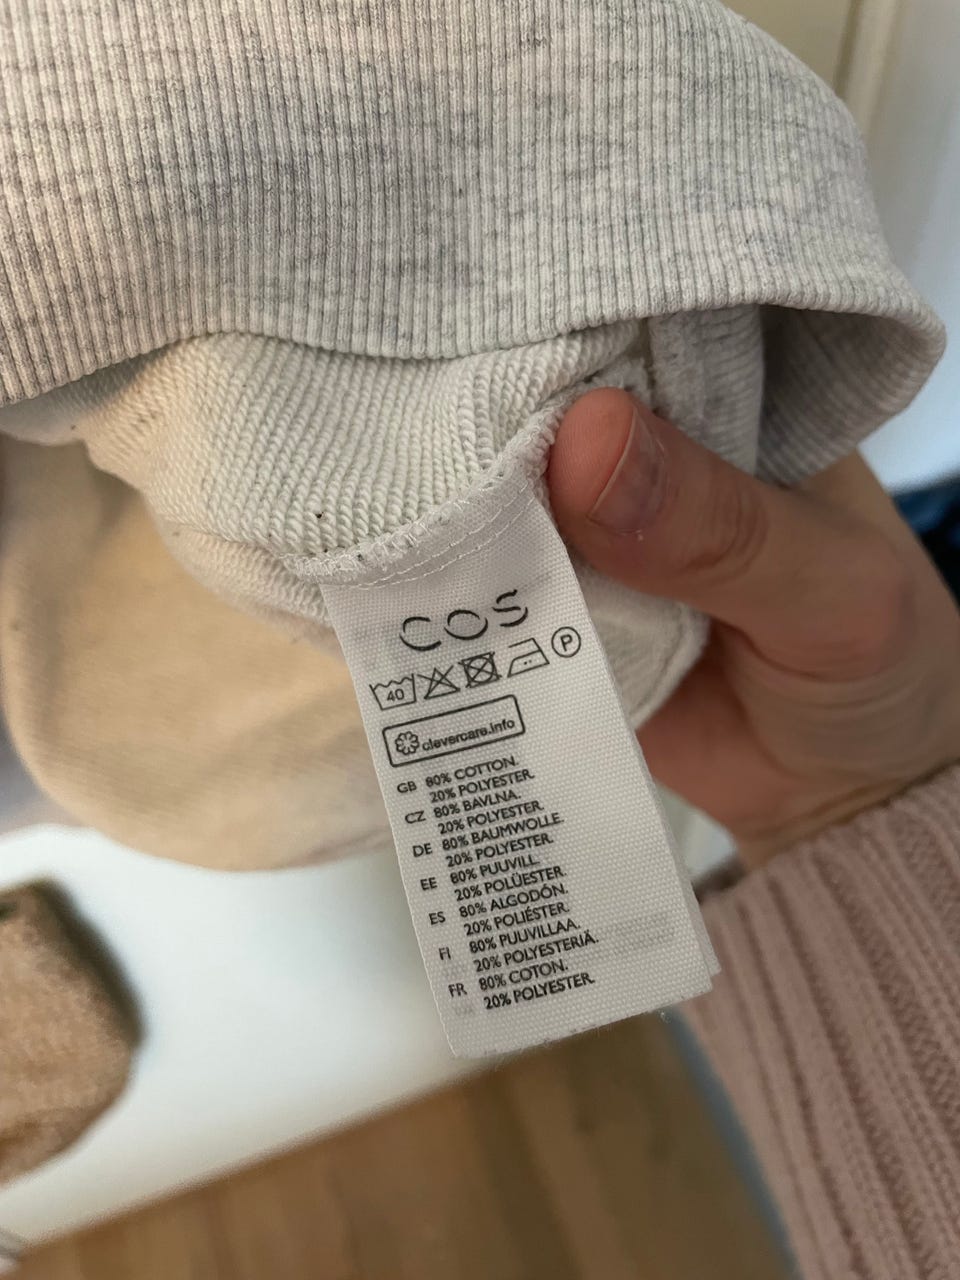 COS
40 P
clevercare.info
GB 80% COTTON.
20% POLYESTER.
CZ 80% BAVLNA.
20% POLYESTER.
DE 80% BAUMWOLLE.
20% POLYESTER.
EE 80% PUUVILL.
20% POLÜESTER.
ES 80% ALGODÓN.
20% POLIÉSTER.
FI 80% PUUVILLAA.
20% POLYESTERIÄ.
FR 80% COTON.
20% POLYESTER.